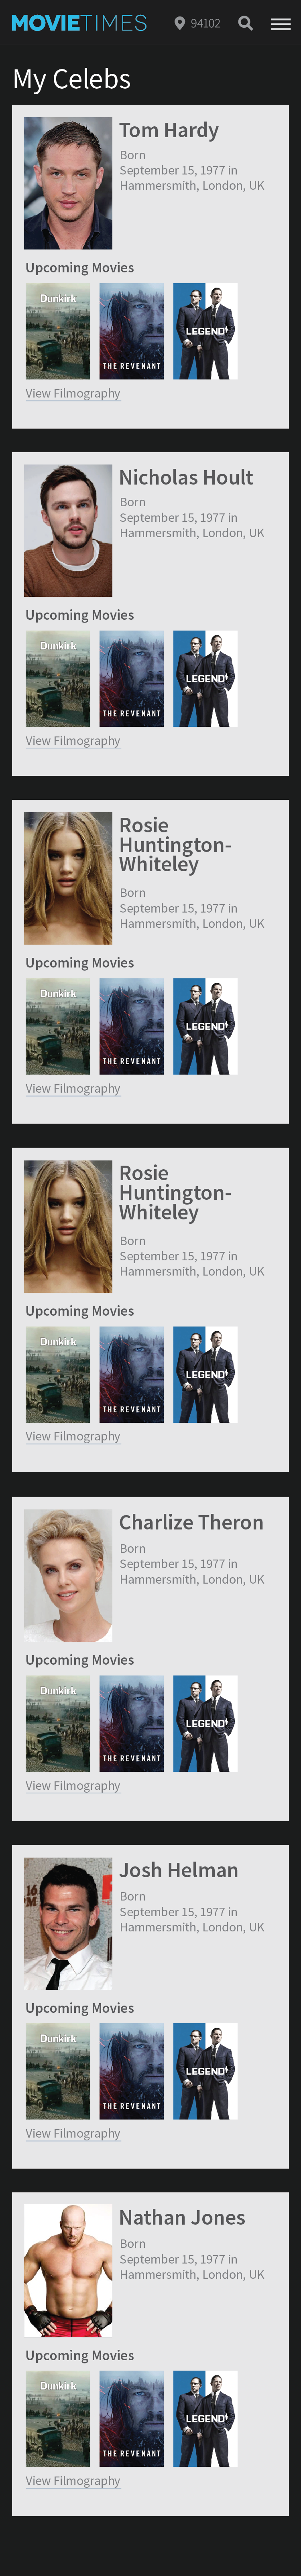 MOVIETIMES 94102
My Celebs
Tom Hardy
Born
September 15, 1977 in
Hammersmith, London, UK
Upcoming Movies
Dunkirk
THE REVENANT
LEGEND
View Filmography
Nicholas Hoult
Born
September 15, 1977 in
Hammersmith, London, UK
Upcoming Movies
Dunkirk
THE REVENANT
LEGEND
View Filmography
Rosie
Huntington-
Whiteley
Born
September 15, 1977 in
Hammersmith, London, UK
Upcoming Movies
Dunkirk
THE REVENANT
LEGEND
View Filmography
Rosie
Huntington-
Whiteley
Born
September 15, 1977 in
Hammersmith, London, UK
Upcoming Movies
Dunkirk
THE REVENANT
LEGEND
View Filmography
Charlize Theron
Born
September 15, 1977 in
Hammersmith, London, UK
Upcoming Movies
Dunkirk
THE REVENANT
LEGEND
View Filmography
Josh Helman
Born
September 15, 1977 in
Hammersmith, London, UK
Upcoming Movies
Dunkirk
THE REVENANT
LEGEND
View Filmography
Nathan Jones
Born
September 15, 1977 in
Hammersmith, London, UK
Upcoming Movies
Dunkirk
THE REVENANT
LEGEND
View Filmography